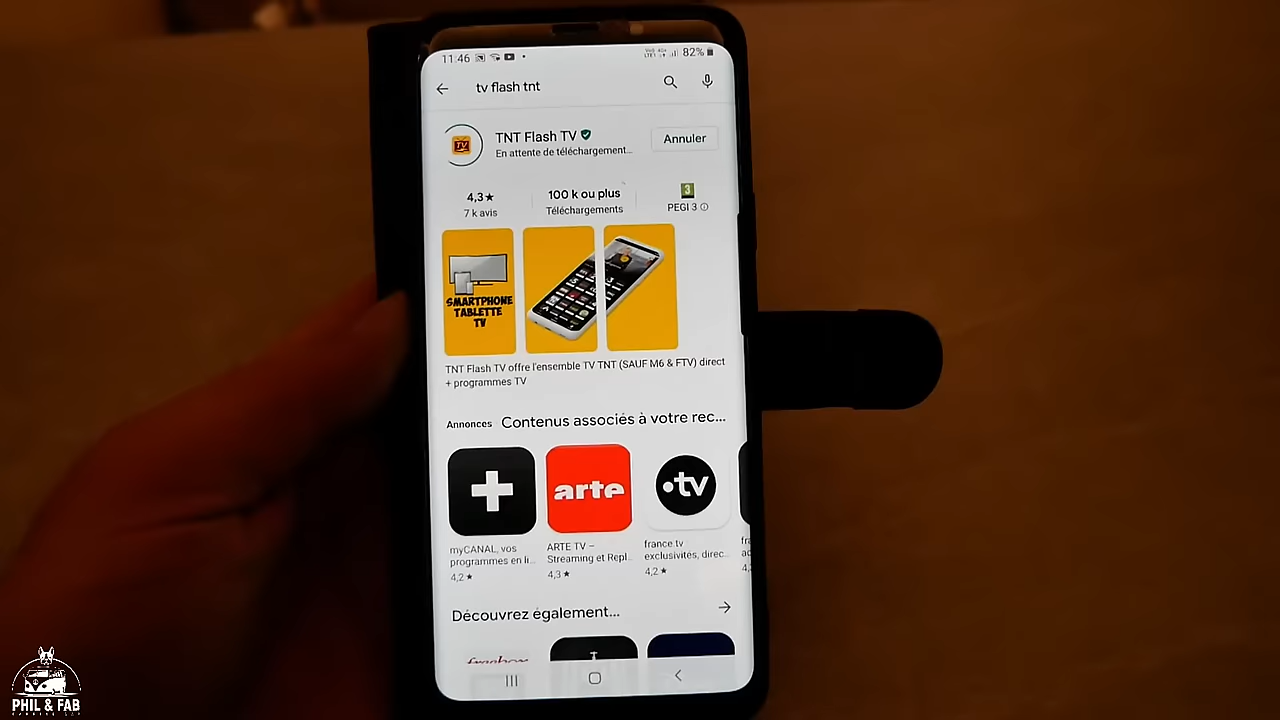 11:46
82%
tv flash tnt
TNT Flash TV
En attente de téléchargement...
Annuler
4,3★
7 k avis
100 k ou plus
Téléchargements
3
PEGI 3
SMARTPHONE
TABLETTE
TV
TNT Flash TV offre l'ensemble TV TNT (SAUF M6 & FTV) direct
+ programmes TV
Annonces Contenus associés à votre rec...
arte
•tv
myCANAL, vos
programmes en li...
4,2★
ARTE TV –
Streaming et Repl..
4,3★
france.tv
exclusivités, direc...
4,2★
Découvrez également...
PHIL & FAB